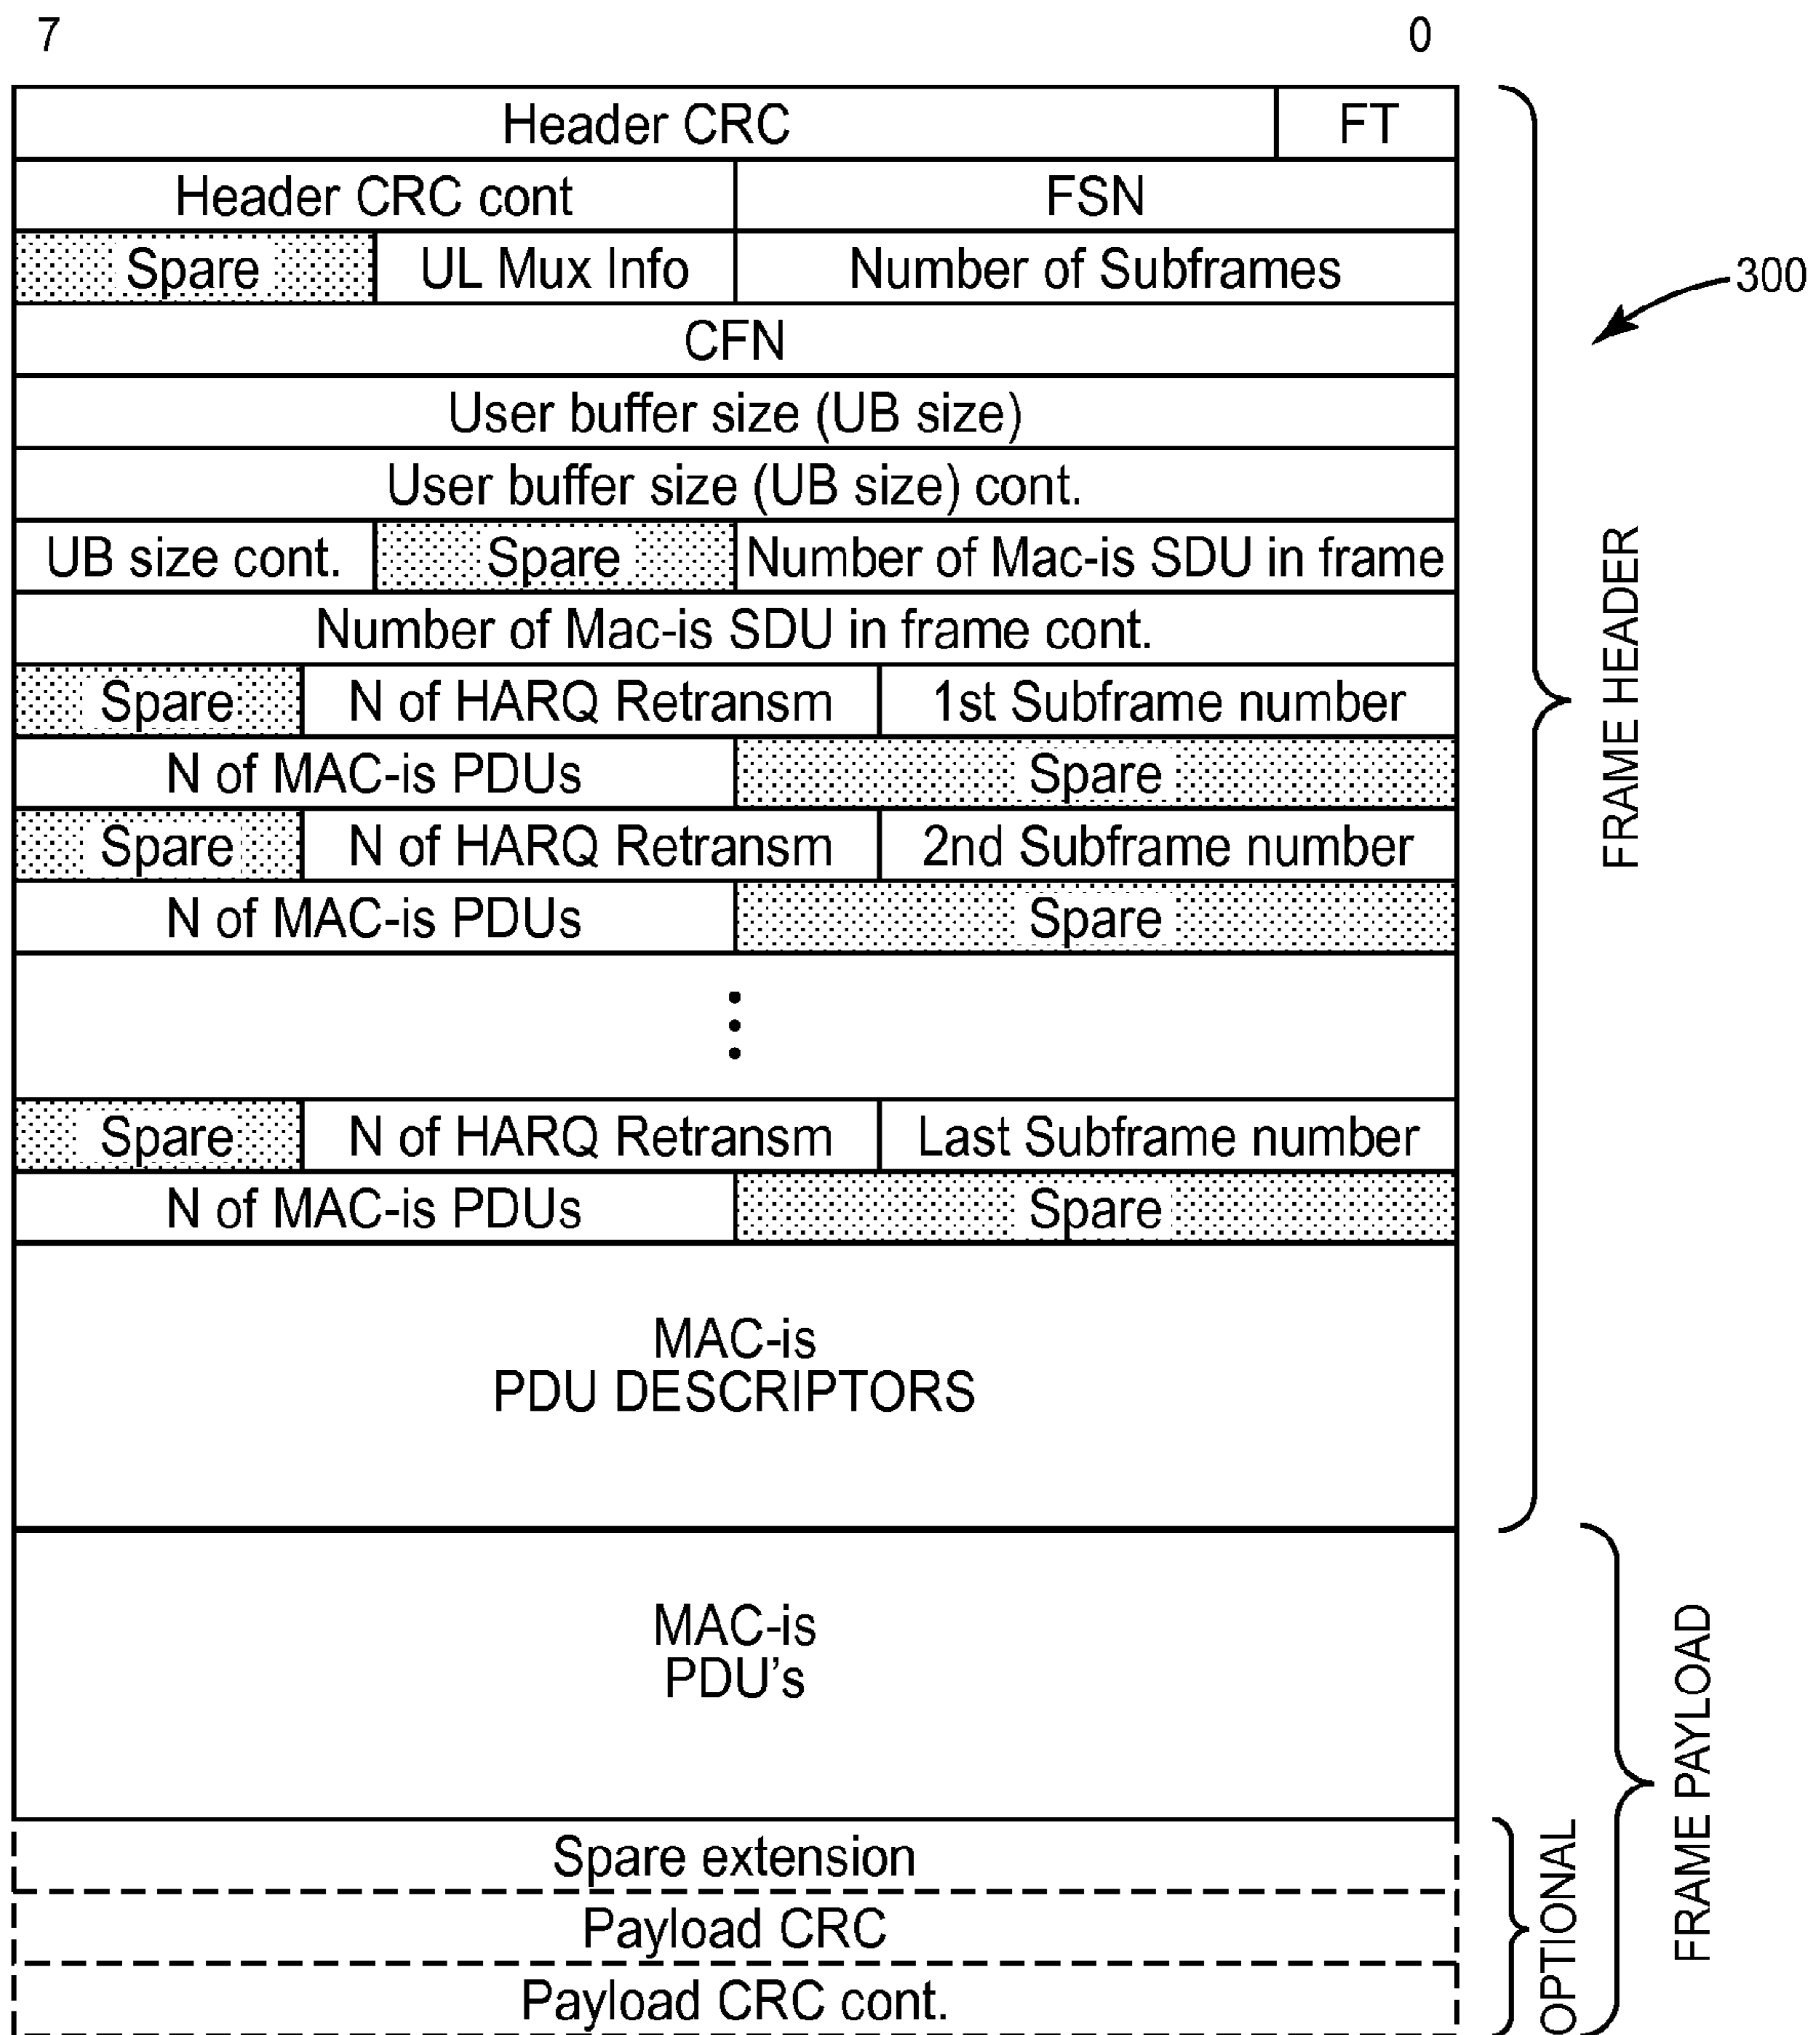 7 0
Header CRC FT
Header CRC cont FSN
Spare UL Mux Info Number of Subframes
300
CFN
User buffer size (UB size)
User buffer size (UB size) cont.
UB size cont. Spare Number of Mac-is SDU in frame
Number of Mac-is SDU in frame cont.
Spare N of HARQ Retransm 1st Subframe number
N of MAC-is PDUs Spare
Spare N of HARQ Retransm 2nd Subframe number
N of MAC-is PDUs Spare
Spare N of HARQ Retransm Last Subframe number
N of MAC-is PDUs Spare
MAC-is
PDU DESCRIPTORS
FRAME HEADER
MAC-is
PDU's
Spare extension
Payload CRC
Payload CRC cont.
OPTIONAL
FRAME PAYLOAD